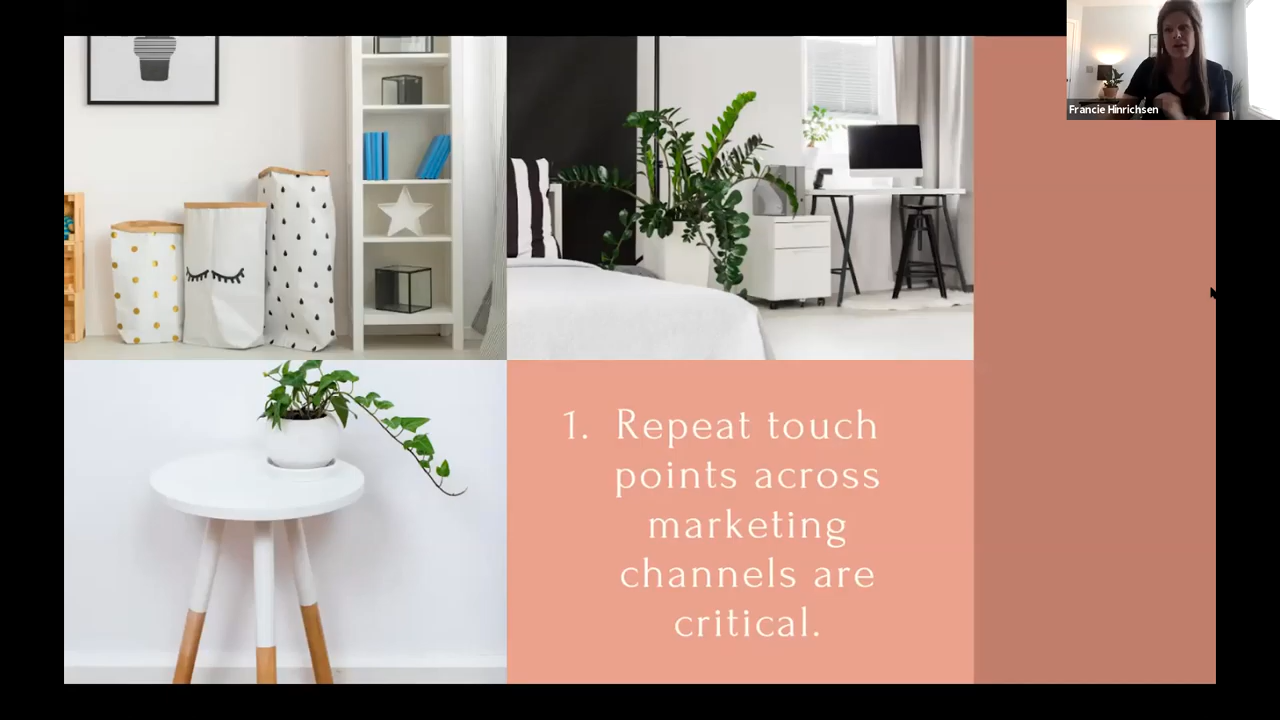 Francie Hinrichsen
1. Repeat touch
points across
marketing
channels are
critical.